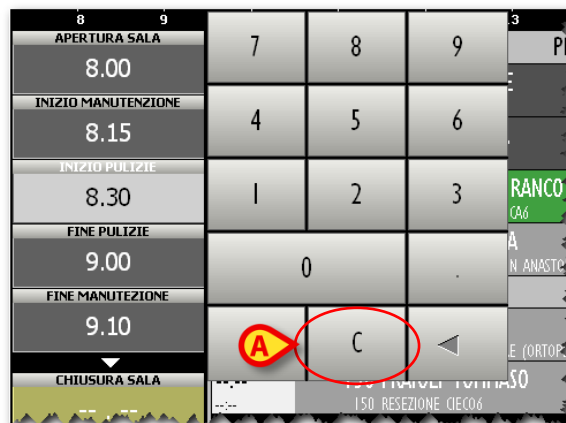 8 9
APERTURA SALA
8.00
INIZIO MANUTENZIONE
8.15
INIZIO PULIZIE
8.30
FINE PULIZIE
9.00
FINE MANUTEZIONE
9.10
CHIUSURA SALA
--.--
7 8 9
4 5 6
1 2 3
0 .
A
C
RANCO
CA6
A
N ANASTO
LE (ORTOP
--.--
--:--
150 RESEZIONE CIECO6